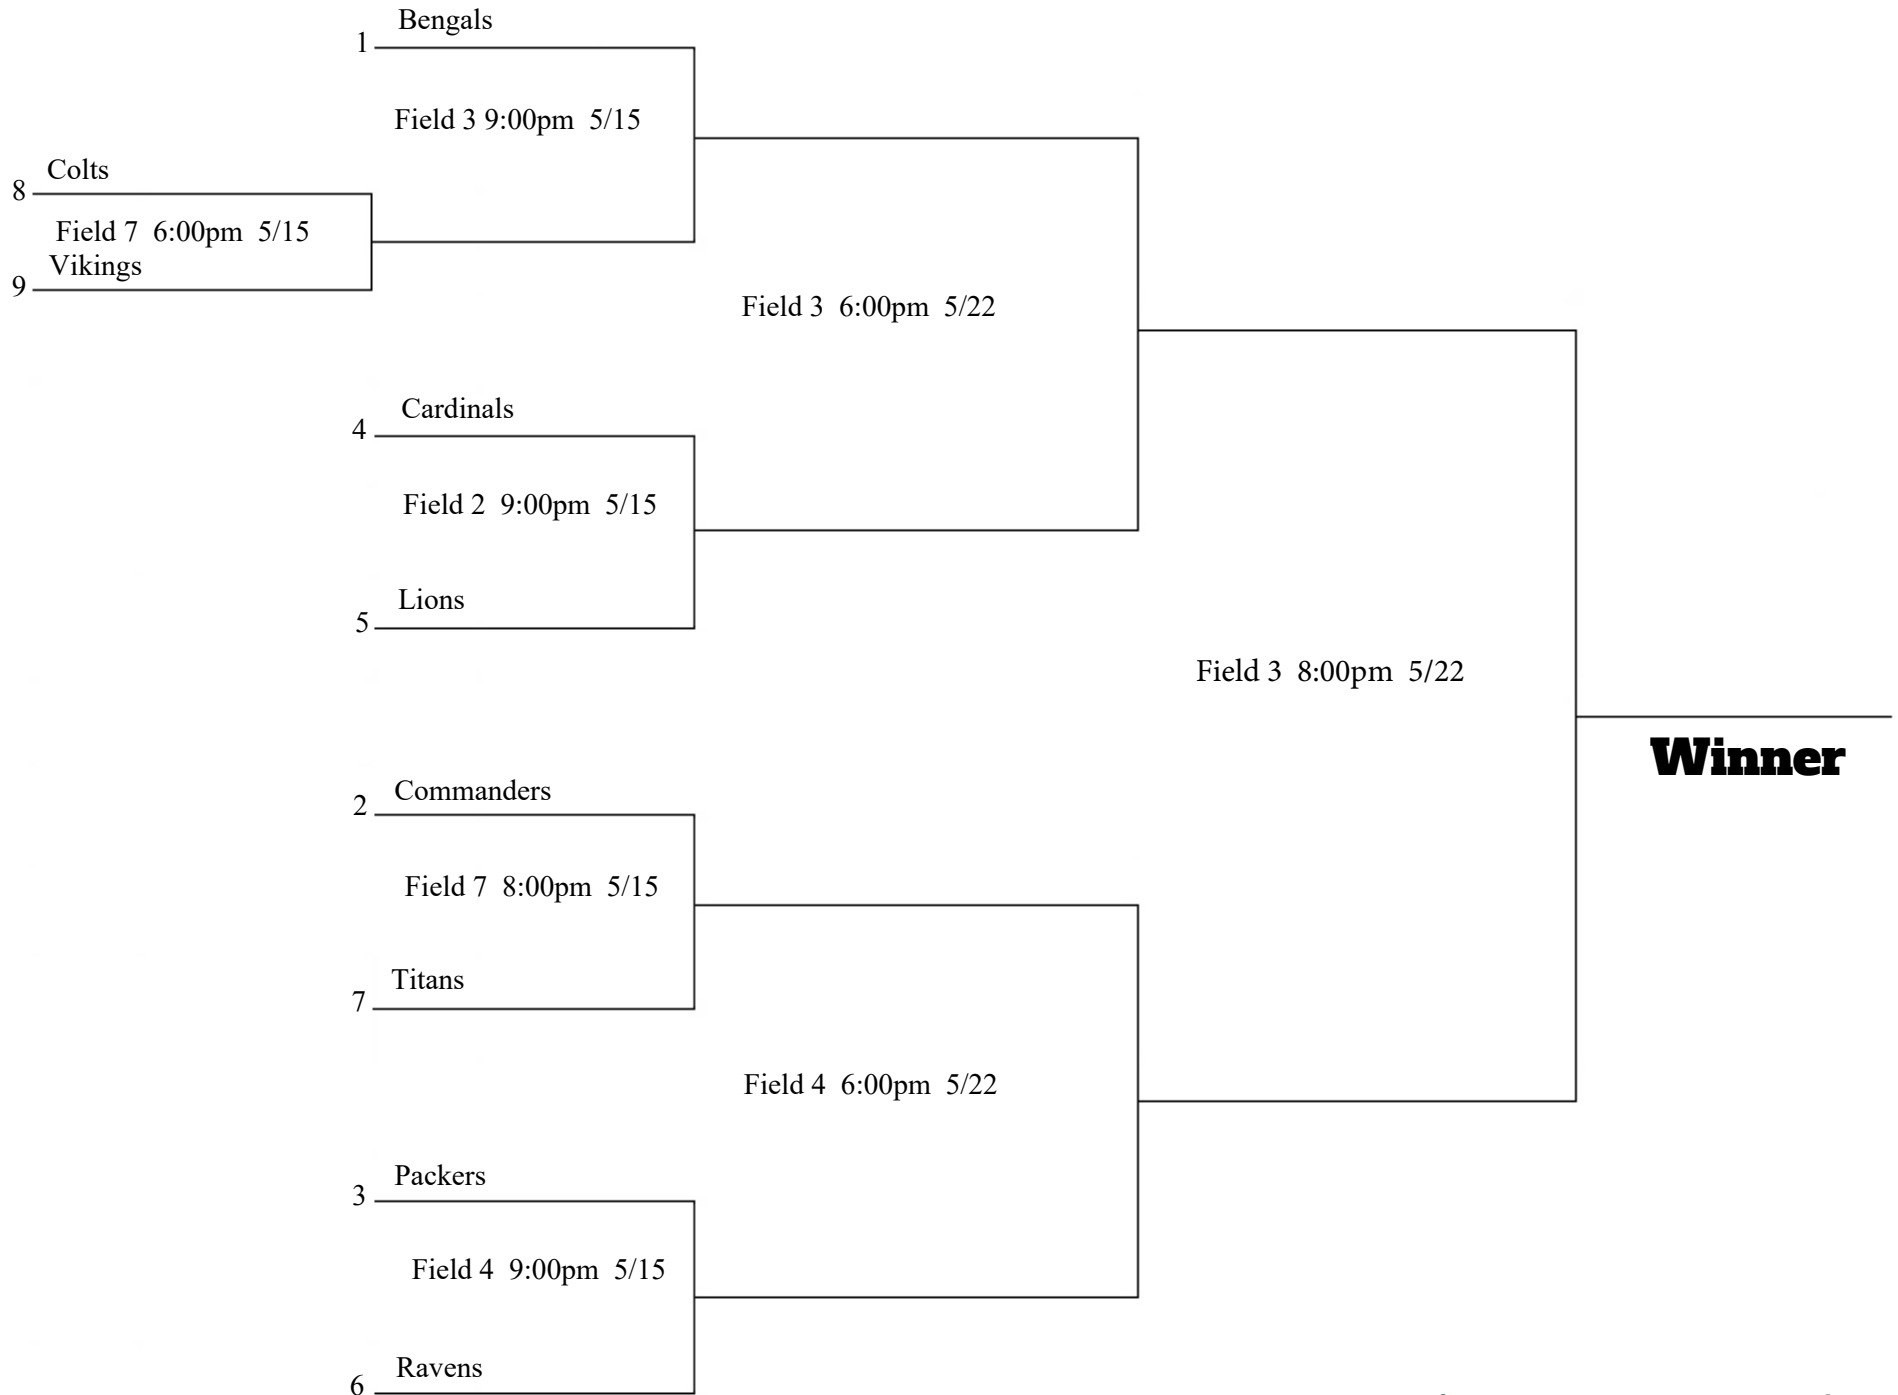 Bengals
1
Field 3 9:00pm 5/15
Colts
8
Field 7 6:00pm 5/15
Vikings
9
Field 3 6:00pm 5/22
Cardinals
4
Field 2 9:00pm 5/15
Lions
5
Field 3 8:00pm 5/22
Winner
Commanders
2
Field 7 8:00pm 5/15
Titans
7
Field 4 6:00pm 5/22
Packers
3
Field 4 9:00pm 5/15
Ravens
6